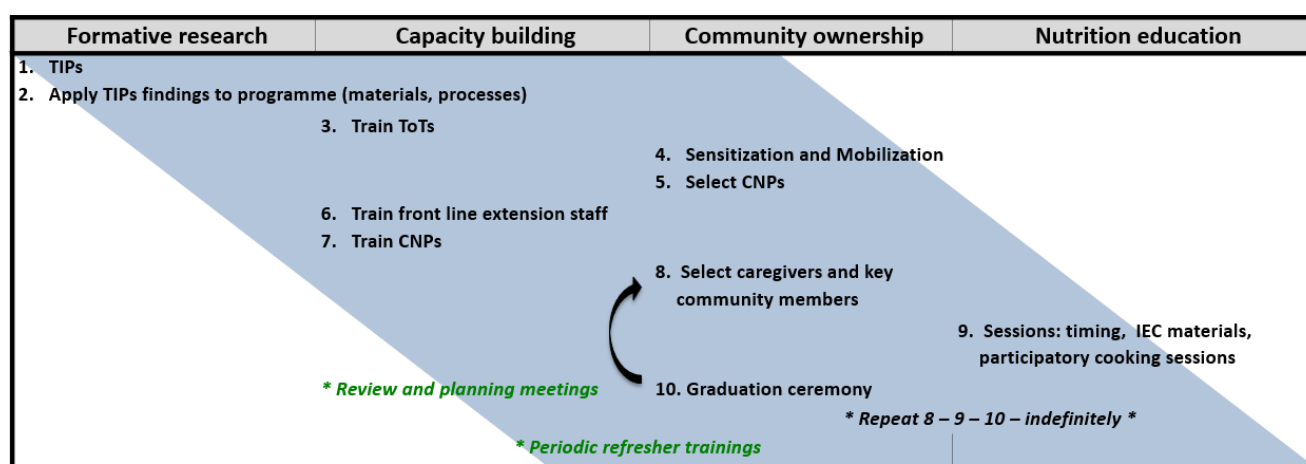 Formative research Capacity building Community ownership Nutrition education
1. TIPs
2. Apply TIPs findings to programme (materials, processes)
3. Train ToTs
4. Sensitization and Mobilization
5. Select CNPs
6. Train front line extension staff
7. Train CNPs
8. Select caregivers and key
community members
9. Sessions: timing, IEC materials,
participatory cooking sessions
* Review and planning meetings
10. Graduation ceremony
* Repeat 8 – 9 – 10 – indefinitely *
* Periodic refresher trainings